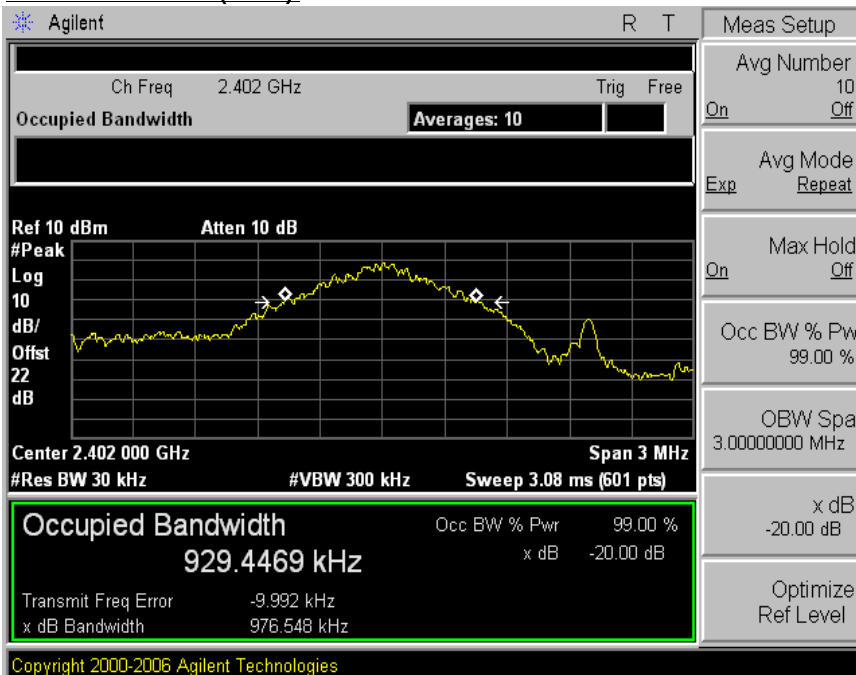 Agilent R T Meas Setup
Ch Freq 2.402 GHz Trig Free
Occupied Bandwidth Averages: 10
Ref 10 dBm Atten 10 dB
#Peak
Log
10
dB/
Offst
22
dB
Center 2.402 000 GHz Span 3 MHz
#Res BW 30 kHz #VBW 300 kHz Sweep 3.08 ms (601 pts)
Occupied Bandwidth Occ BW % Pwr 99.00 %
929.4469 kHz x dB -20.00 dB
Transmit Freq Error -9.992 kHz
x dB Bandwidth 976.548 kHz
Copyright 2000-2006 Agilent Technologies
Avg Number
10
On Off
Avg Mode
Exp Repeat
Max Hold
On Off
Occ BW % Pw
99.00 %
OBW Spa
3.00000000 MHz
x dB
-20.00 dB
Optimize
Ref Level